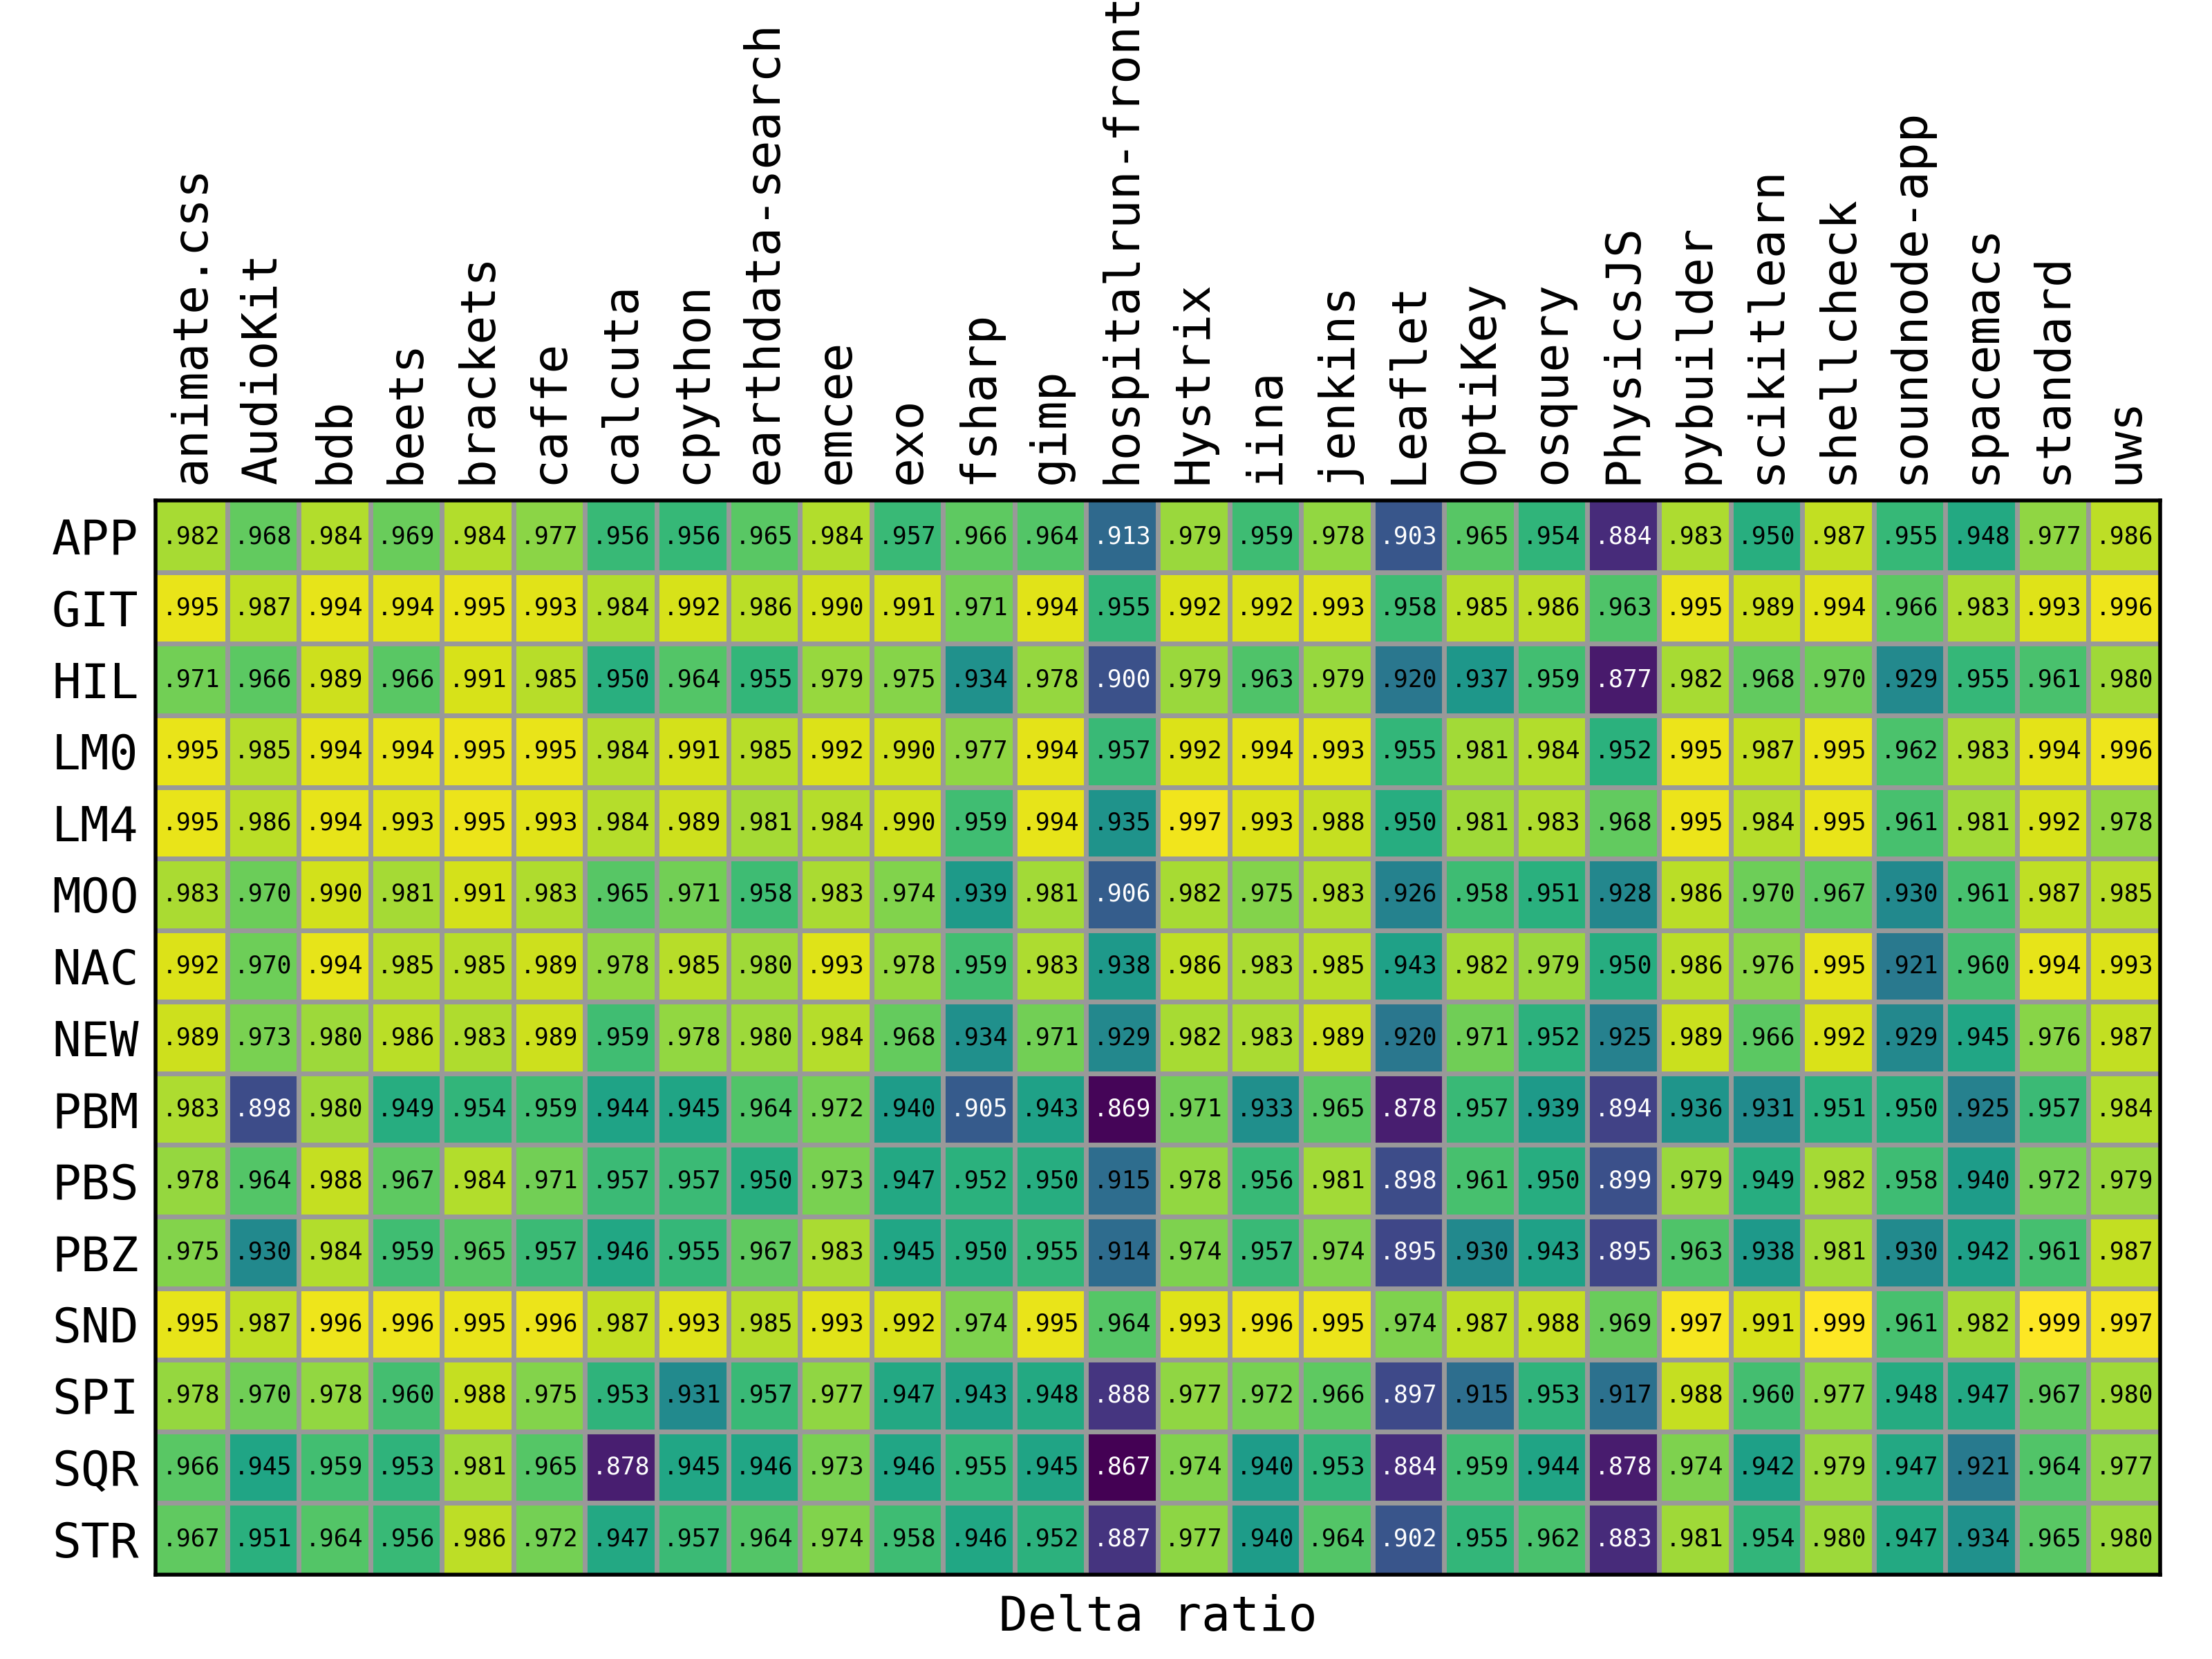 animate.css AudioKit bdb beets brackets caffe calcuta cpython earthdata-search emcee exo fsharp gimp hospitalrun-front Hystrix iina jenkins Leaflet OptiKey osquery PhysicsJS pybuilder scikitlearn shellcheck soundnode-app spacemacs standard uws
APP .982 .968 .984 .969 .984 .977 .956 .956 .965 .984 .957 .966 .964 .913 .979 .959 .978 .903 .965 .954 .884 .983 .950 .987 .955 .948 .977 .986
GIT .995 .987 .994 .994 .995 .993 .984 .992 .986 .990 .991 .971 .994 .955 .992 .992 .993 .958 .985 .986 .963 .995 .989 .994 .966 .983 .993 .996
HIL .971 .966 .989 .966 .991 .985 .950 .964 .955 .979 .975 .934 .978 .900 .979 .963 .979 .920 .937 .959 .877 .982 .968 .970 .929 .955 .961 .980
LM0 .995 .985 .994 .994 .995 .995 .984 .991 .985 .992 .990 .977 .994 .957 .992 .994 .993 .955 .981 .984 .952 .995 .987 .995 .962 .983 .994 .996
LM4 .995 .986 .994 .993 .995 .993 .984 .989 .981 .984 .990 .959 .994 .935 .997 .993 .988 .950 .981 .983 .968 .995 .984 .995 .961 .981 .992 .978
MOO .983 .970 .990 .981 .991 .983 .965 .971 .958 .983 .974 .939 .981 .906 .982 .975 .983 .926 .958 .951 .928 .986 .970 .967 .930 .961 .987 .985
NAC .992 .970 .994 .985 .985 .989 .978 .985 .980 .993 .978 .959 .983 .938 .986 .983 .985 .943 .982 .979 .950 .986 .976 .995 .921 .960 .994 .993
NEW .989 .973 .980 .986 .983 .989 .959 .978 .980 .984 .968 .934 .971 .929 .982 .983 .989 .920 .971 .952 .925 .989 .966 .992 .929 .945 .976 .987
PBM .983 .898 .980 .949 .954 .959 .944 .945 .964 .972 .940 .905 .943 .869 .971 .933 .965 .878 .957 .939 .894 .936 .931 .951 .950 .925 .957 .984
PBS .978 .964 .988 .967 .984 .971 .957 .957 .950 .973 .947 .952 .950 .915 .978 .956 .981 .898 .961 .950 .899 .979 .949 .982 .958 .940 .972 .979
PBZ .975 .930 .984 .959 .965 .957 .946 .955 .967 .983 .945 .950 .955 .914 .974 .957 .974 .895 .930 .943 .895 .963 .938 .981 .930 .942 .961 .987
SND .995 .987 .996 .996 .995 .996 .987 .993 .985 .993 .992 .974 .995 .964 .993 .996 .995 .974 .987 .988 .969 .997 .991 .999 .961 .982 .999 .997
SPI .978 .970 .978 .960 .988 .975 .953 .931 .957 .977 .947 .943 .948 .888 .977 .972 .966 .897 .915 .953 .917 .988 .960 .977 .948 .947 .967 .980
SQR .966 .945 .959 .953 .981 .965 .878 .945 .946 .973 .946 .955 .945 .867 .974 .940 .953 .884 .959 .944 .878 .974 .942 .979 .947 .921 .964 .977
STR .967 .951 .964 .956 .986 .972 .947 .957 .964 .974 .958 .946 .952 .887 .977 .940 .964 .902 .955 .962 .883 .981 .954 .980 .947 .934 .965 .980
Delta ratio